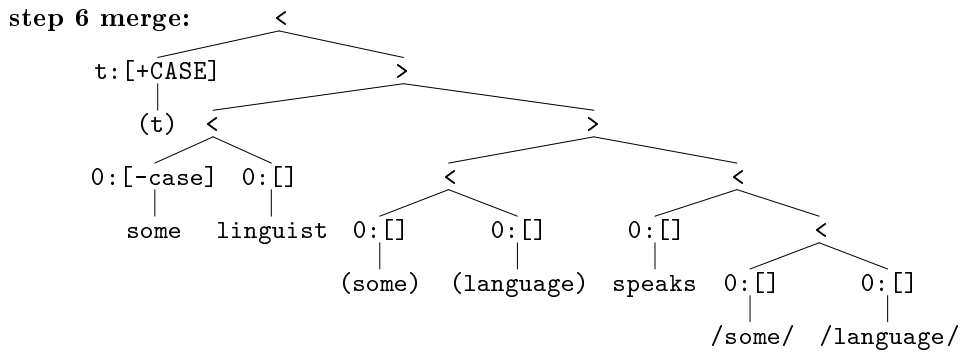 step 6 merge: <
t:[+CASE] >
(t) < >
0:[-case] 0:[] < <
some linguist 0:[] 0:[] 0:[] <
(some) (language) speaks 0:[] 0:[]
/some/ /language/